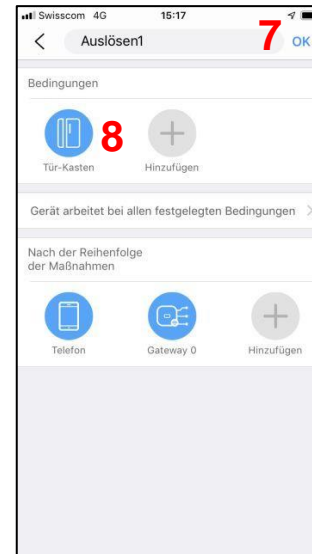 Swisscom 4G 15:17
Auslösen1 7 OK
Bedingungen
8
Tür-Kasten Hinzufügen
Gerät arbeitet bei allen festgelegten Bedingungen
Nach der Reihenfolge
der Maßnahmen
Telefon Gateway 0 Hinzufügen